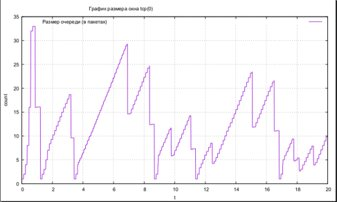 График размера окна tcp(0)
Размер очереди (в пакетах)
35
30
25
20
15
10
5
0
count
0 2 4 6 8 10 12 14 16 18 20
t